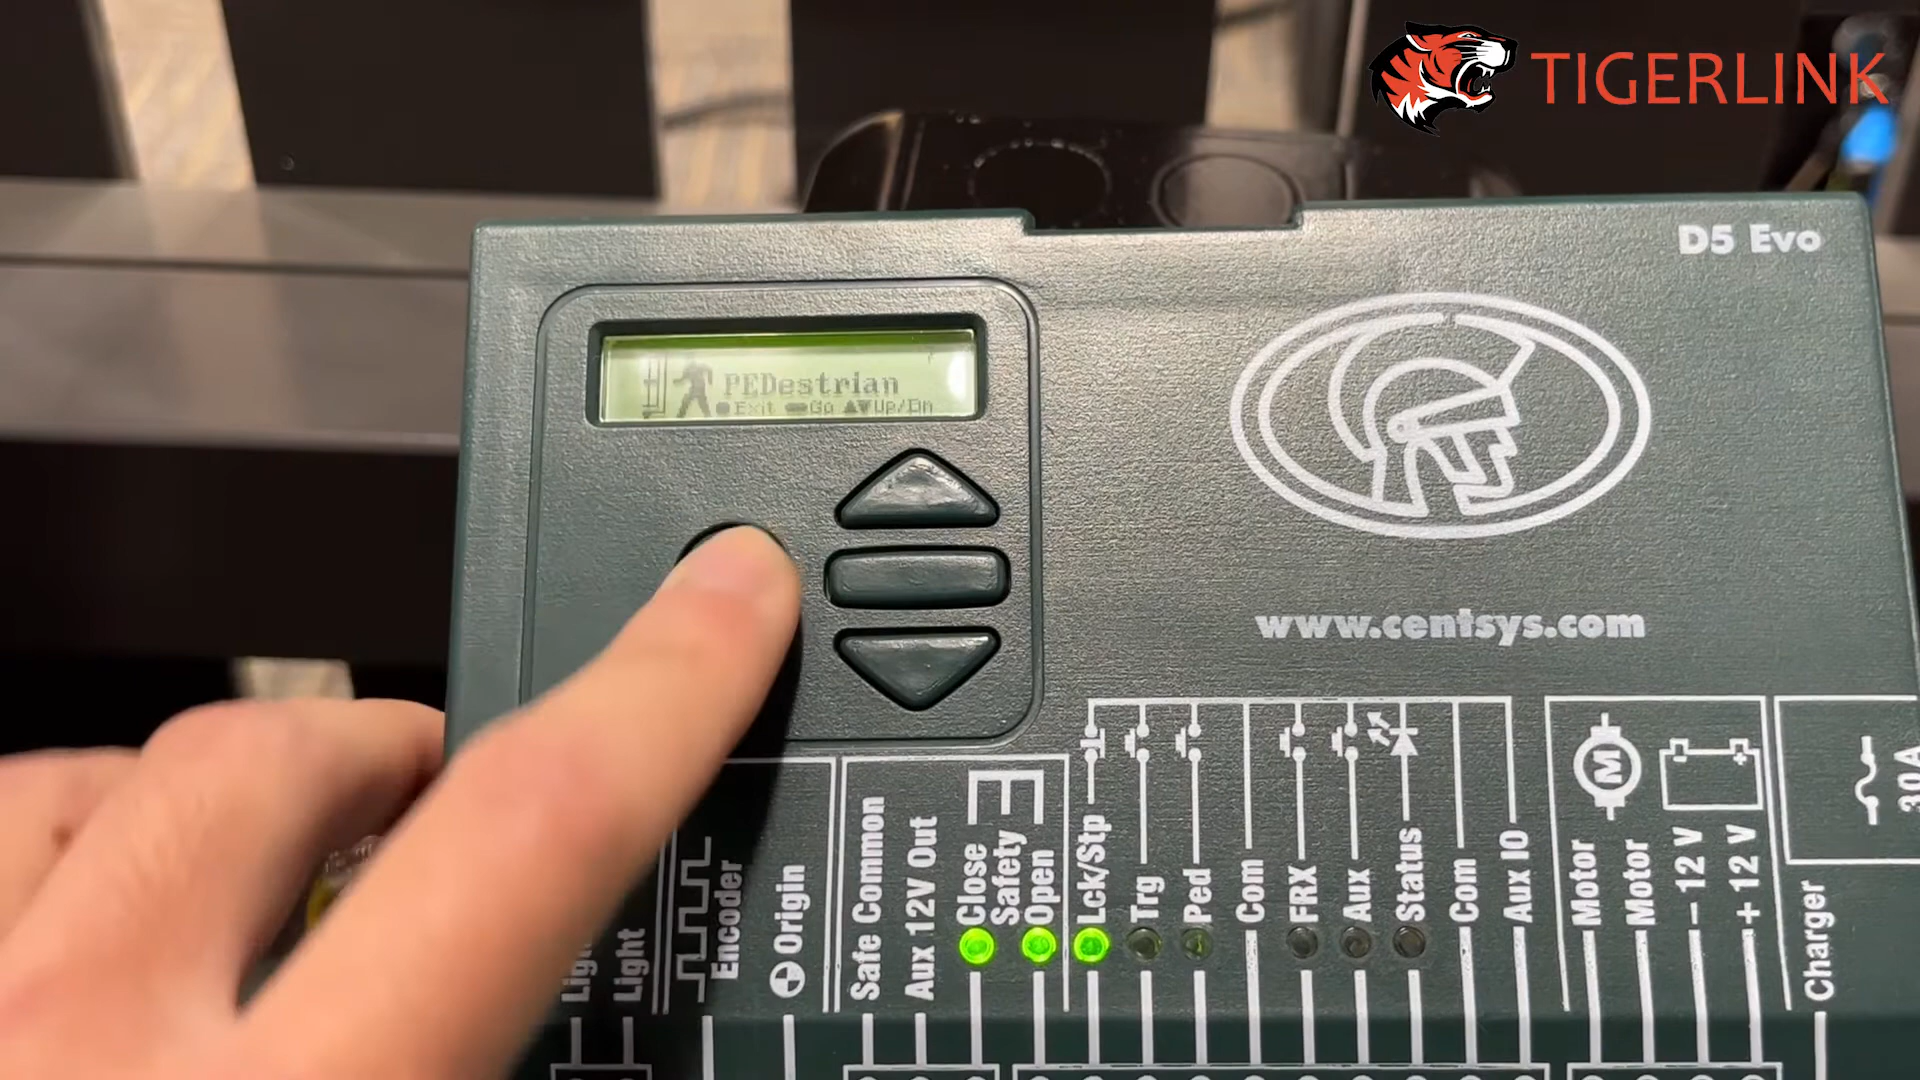 TIGERLINK
D5 Evo
PEDestrian
Exit Go Up/Dn
www.centsys.com
Light
Light
Encoder
Origin
Safe Common
Aux 12V Out
Close
Safety
Open
Lck/Stp
Trg
Ped
Com
FRX
Aux
Status
Com
Aux IO
M
Motor
Motor
- 12 V
+ 12 V
30A
Charger